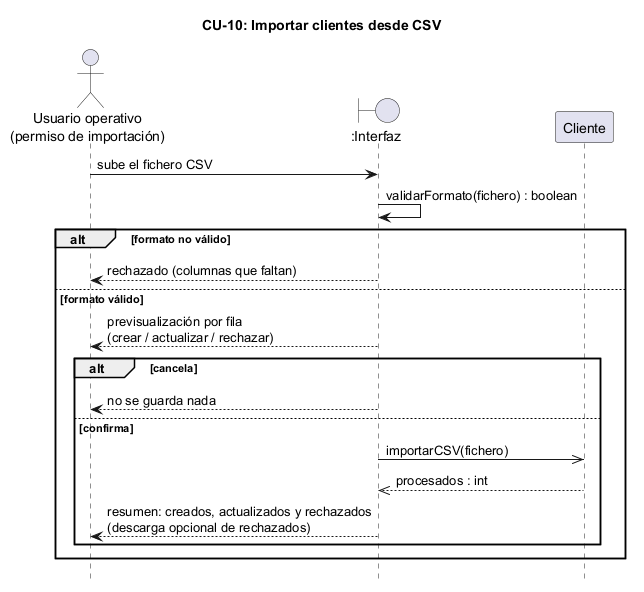 CU-10: Importar clientes desde CSV
Usuario operativo
(permiso de importación)
:Interfaz
Cliente
sube el fichero CSV
validarFormato(fichero) : boolean
alt
[formato no válido]
rechazado (columnas que faltan)
[formato válido]
previsualización por fila
(crear / actualizar / rechazar)
alt
[cancela]
no se guarda nada
[confirma]
importarCSV(fichero)
procesados : int
resumen: creados, actualizados y rechazados
(descarga opcional de rechazados)